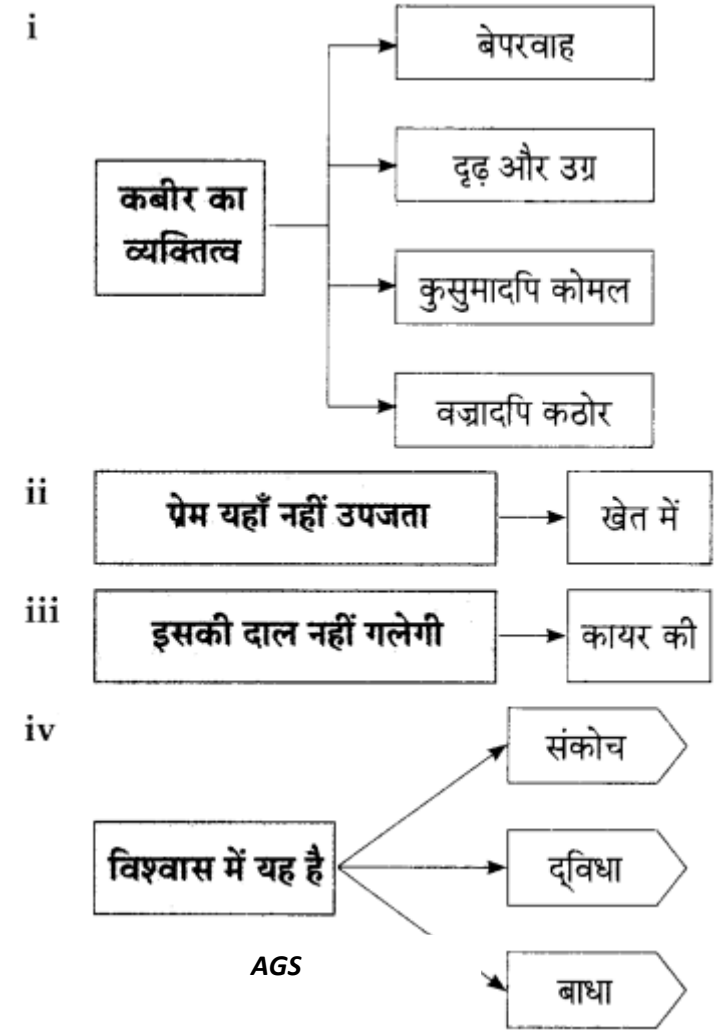 i
बेपरवाह
दृढ़ और उग्र
कबीर का
व्यक्तित्व
कुसुमादपि कोमल
वज्रादपि कठोर
ii
प्रेम यहाँ नहीं उपजता
खेत में
iii
इसकी दाल नहीं गलेगी
कायर की
iv
संकोच
विश्वास में यह है
द्‌विधा
बाधा
AGS